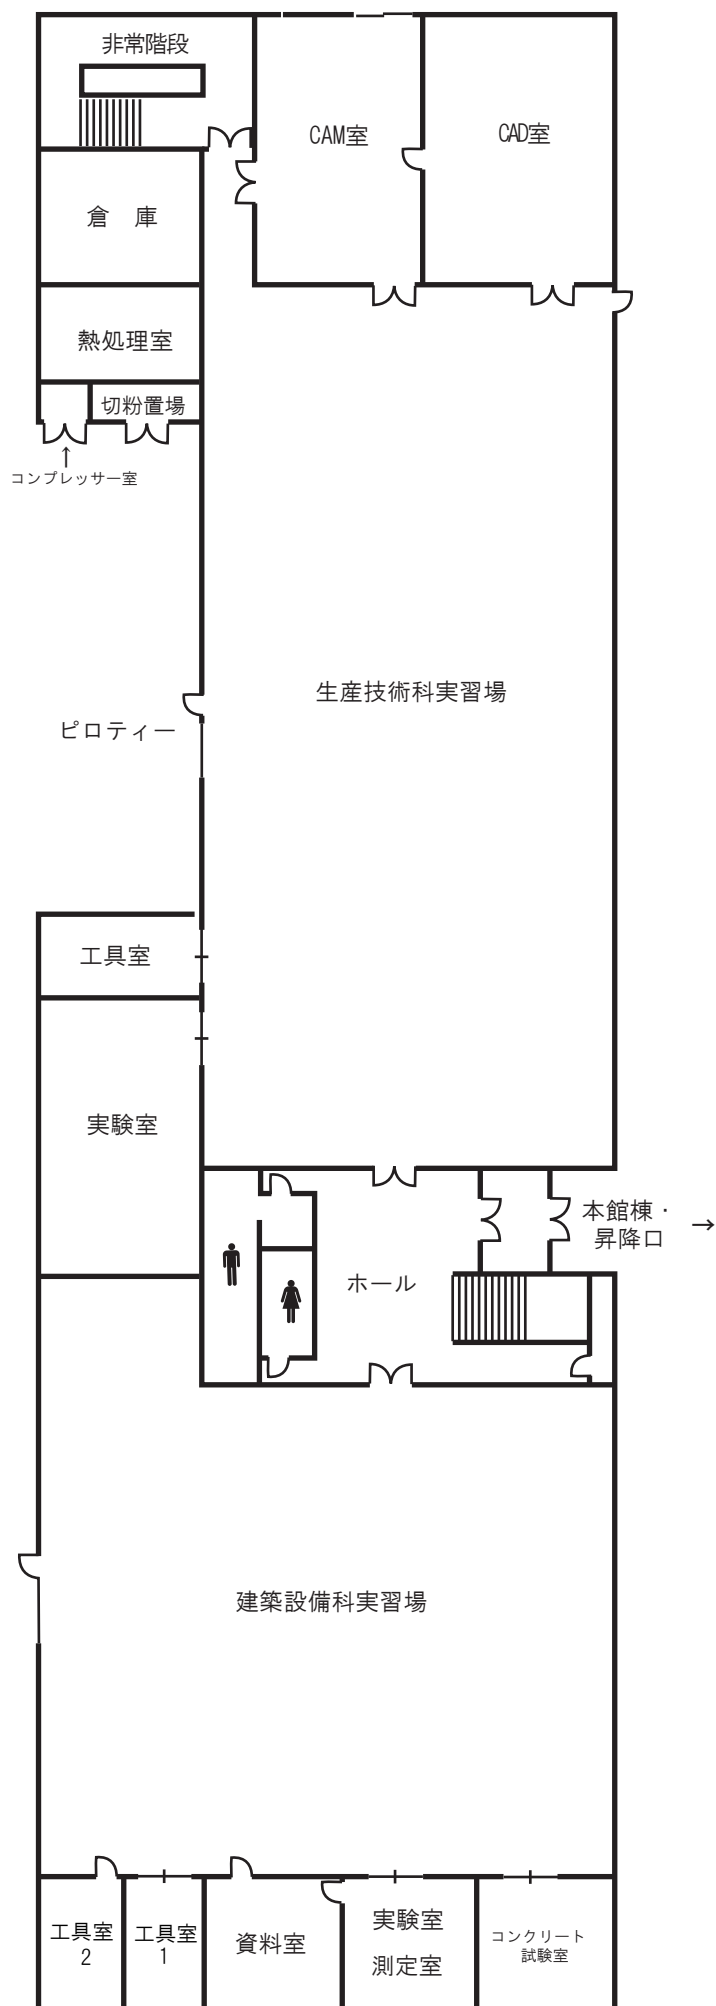 非常階段
CAM室
CAD室
倉　庫
熱処理室
切粉置場
↑
コンプレッサー室
生産技術科実習場
ピロティー
工具室
実験室
本館棟・
昇降口
→
ホール
建築設備科実習場
工具室
2
工具室
1
資料室
実験室
測定室
コンクリート
試験室